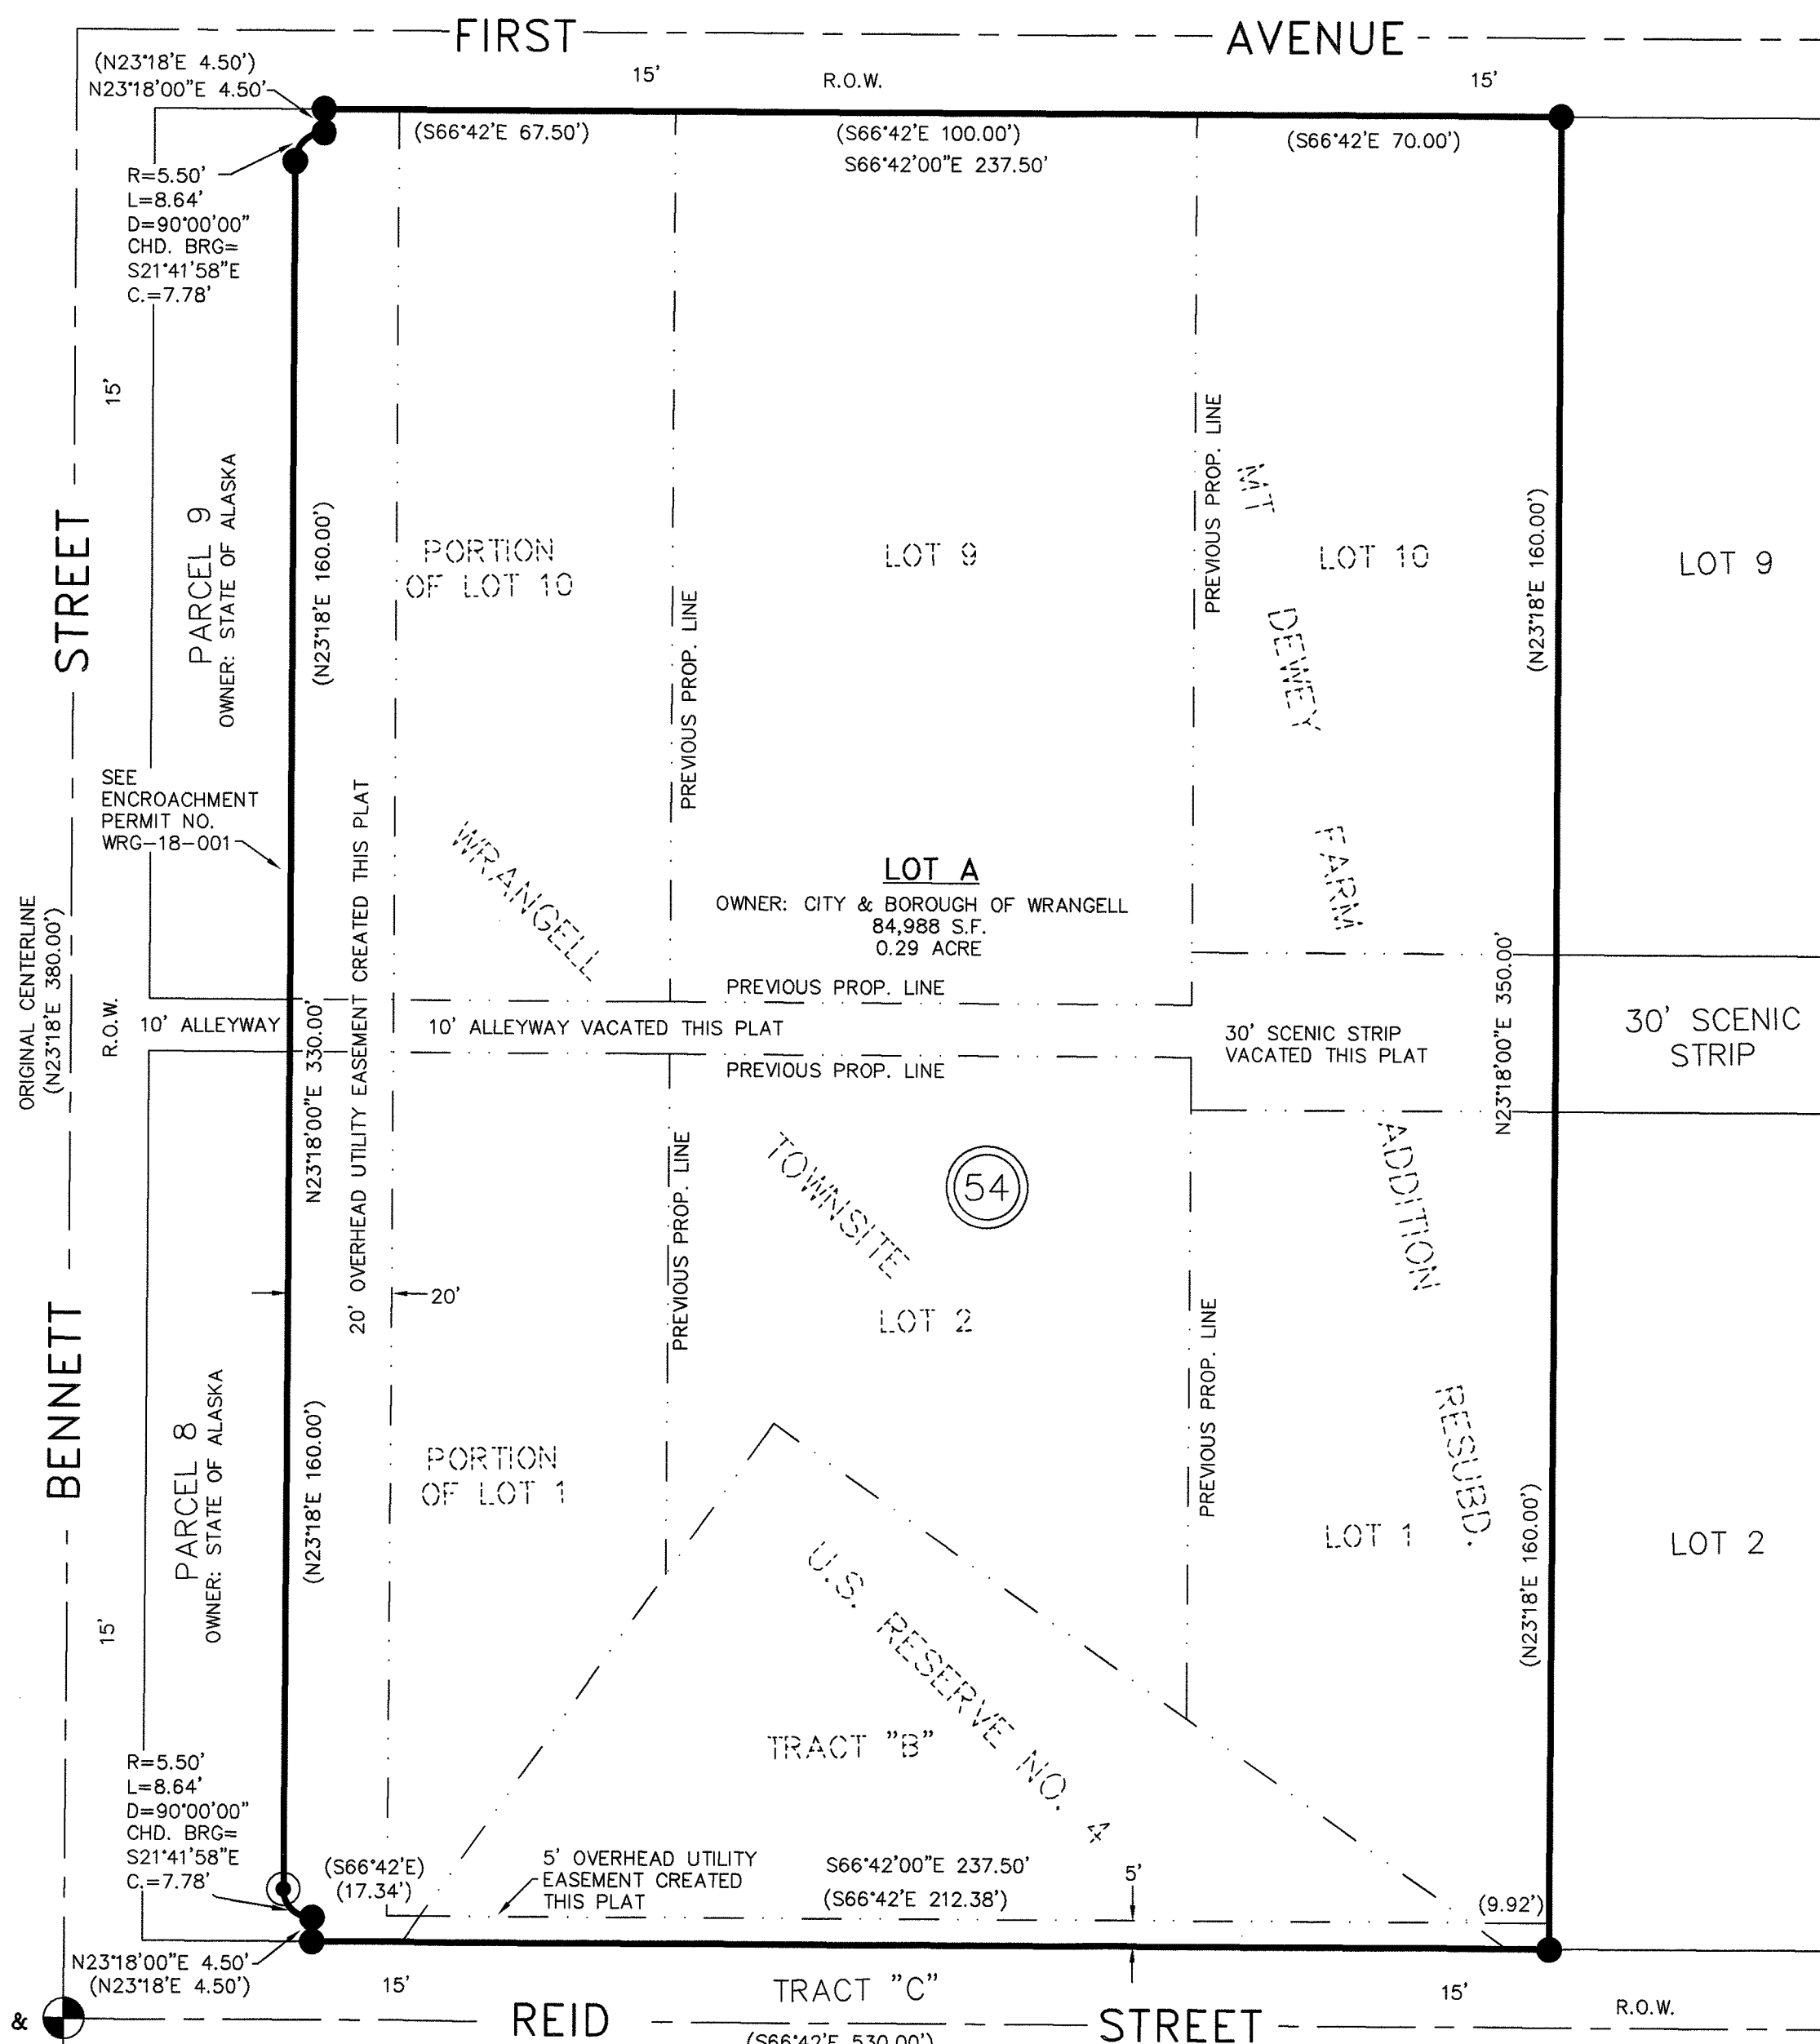 FIRST AVENUE
(N23°18'E 4.50')
N23°18'00"E 4.50'
15'
R.O.W.
15'
(S66°42'E 67.50')
(S66°42'E 100.00')
(S66°42'E 70.00')
S66°42'00"E 237.50'
R=5.50'
L=8.64'
D=90°00'00"
CHD. BRG=
S21°41'58"E
C.=7.78'
15'
STREET
PARCEL 9
OWNER: STATE OF ALASKA
(N23°18'E 160.00')
PORTION
OF LOT 10
LOT 9
PREVIOUS PROP. LINE
PREVIOUS PROP. LINE
MT
DEWEY
FARM
LOT 10
(N23°18'E 160.00')
LOT 9
SEE
ENCROACHMENT
PERMIT NO.
WRG-18-001
20' OVERHEAD UTILITY EASEMENT CREATED THIS PLAT
WRANGELL
LOT A
OWNER: CITY & BOROUGH OF WRANGELL
84,988 S.F.
0.29 ACRE
ORIGINAL CENTERLINE
(N23°18'E 380.00')
R.O.W.
PREVIOUS PROP. LINE
10' ALLEYWAY
10' ALLEYWAY VACATED THIS PLAT
30' SCENIC STRIP
VACATED THIS PLAT
30' SCENIC
STRIP
N23°18'00"E 330.00'
N23°18'00"E 350.00'
PREVIOUS PROP. LINE
PREVIOUS PROP. LINE
TOWNSITE
54
ADDITION
20'
LOT 2
PREVIOUS PROP. LINE
BENNETT
PARCEL 8
OWNER: STATE OF ALASKA
(N23°18'E 160.00')
PORTION
OF LOT 1
RESUBD.
LOT 1
(N23°18'E 160.00')
LOT 2
15'
U.S. RESERVE NO. 4
TRACT "B"
R=5.50'
L=8.64'
D=90°00'00"
CHD. BRG=
S21°41'58"E
C.=7.78'
(S66°42'E)
(17.34')
5' OVERHEAD UTILITY
EASEMENT CREATED
THIS PLAT
S66°42'00"E 237.50'
(S66°42'E 212.38')
5'
(9.92')
N23°18'00"E 4.50'
(N23°18'E 4.50')
15'
TRACT "C"
15'
R.O.W.
&
REID STREET
(S66°42'E 530.00')